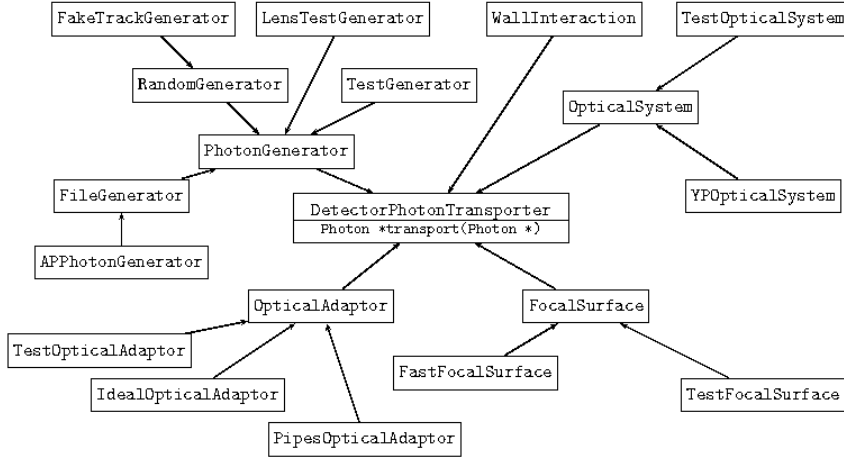 FakeTrackGenerator
LensTestGenerator
WallInteraction
TestOpticalSystem
RandomGenerator
TestGenerator
OpticalSystem
PhotonGenerator
FileGenerator
YPOpticalSystem
DetectorPhotonTransporter
Photon *transport(Photon *)
APPhotonGenerator
OpticalAdaptor
FocalSurface
TestOpticalAdaptor
FastFocalSurface
IdealOpticalAdaptor
TestFocalSurface
PipesOpticalAdaptor